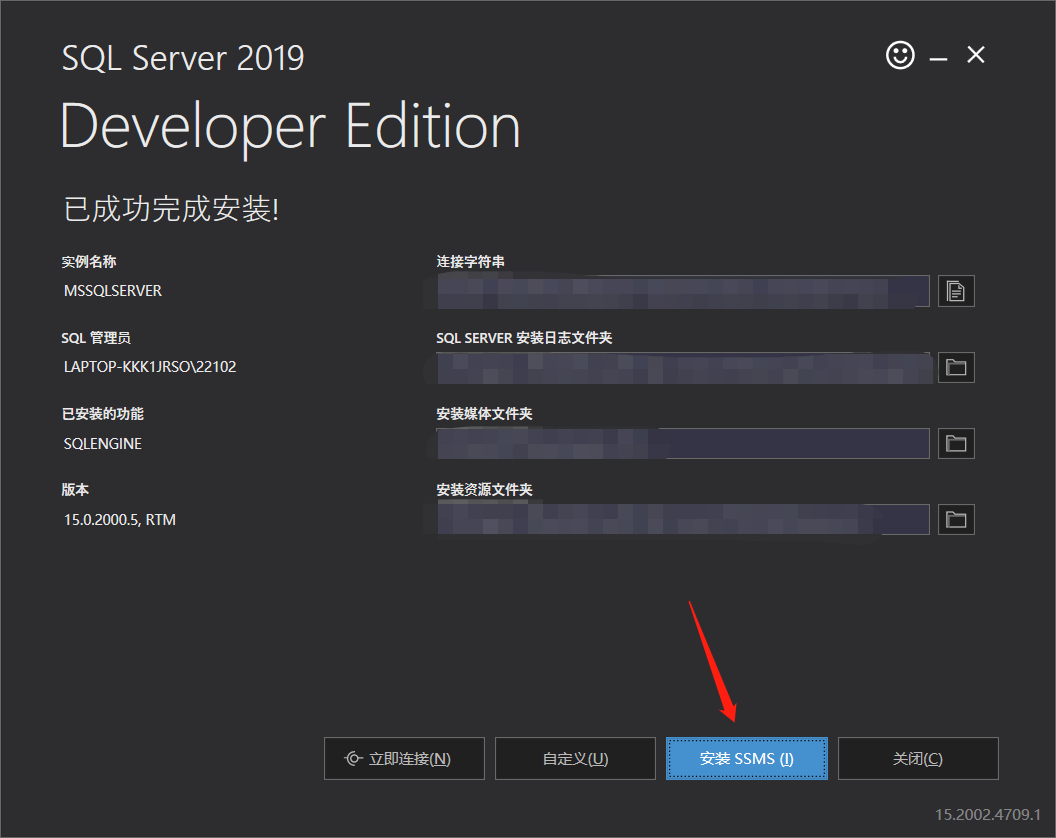 SQL Server 2019
Developer Edition
已成功完成安装!
实例名称
MSSQLSERVER
连接字符串
SQL 管理员
LAPTOP-KKK1JRSO\22102
SQL SERVER 安装日志文件夹
已安装的功能
SQLENGINE
安装媒体文件夹
版本
15.0.2000.5, RTM
安装资源文件夹
立即连接(N)
自定义(U)
安装 SSMS (I)
关闭(C)
15.2002.4709.1